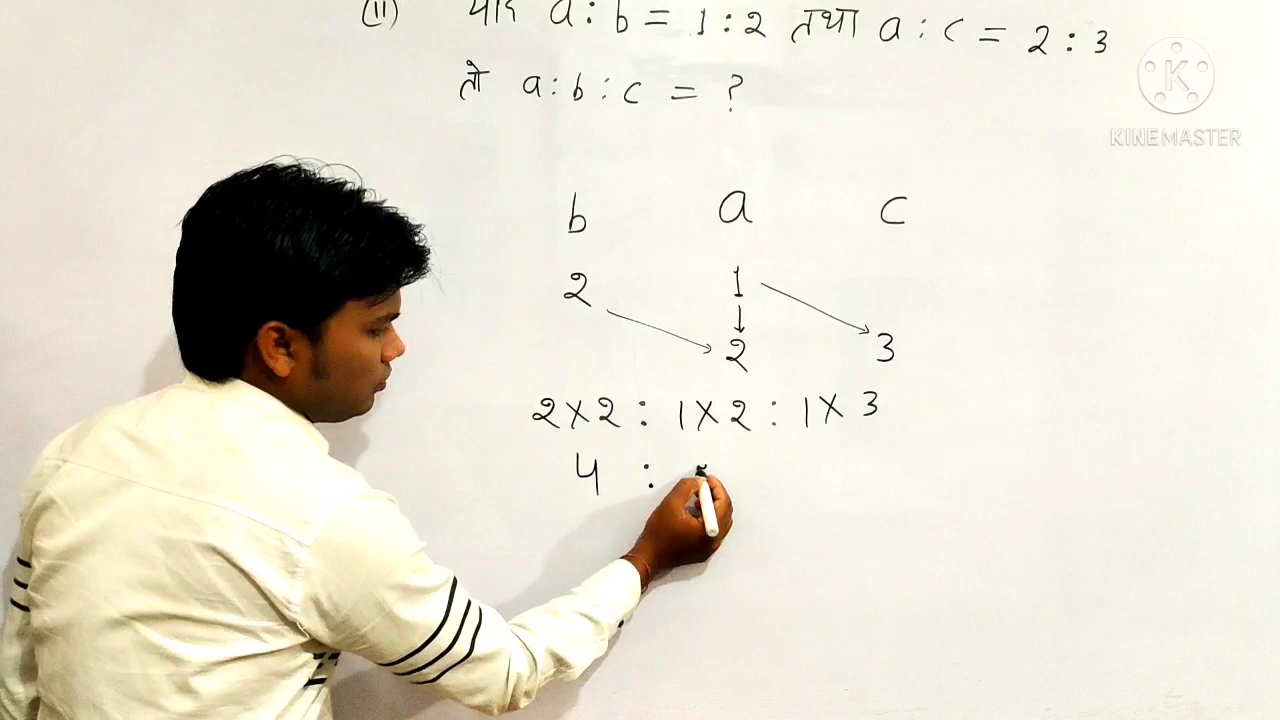 (II) यदि a : b = 1 : 2 तथा a : c = 2 : 3
तो a : b : c = ?
K
KINEMASTER
b a c
2 1
2 3
2 X 2 : 1 X 2 : 1 X 3
4 :